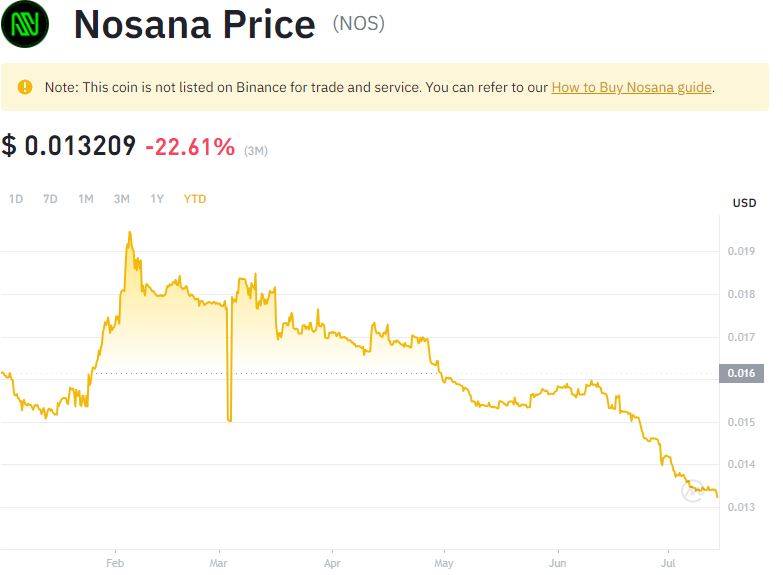 Nosana Price (NOS)
Note: This coin is not listed on Binance for trade and service. You can refer to our How to Buy Nosana guide.
$ 0.013209 -22.61% (3M)
1D 7D 1M 3M 1Y YTD
USD
0.019
0.018
0.017
0.016
0.015
0.014
0.013
Feb Mar Apr May Jun Jul